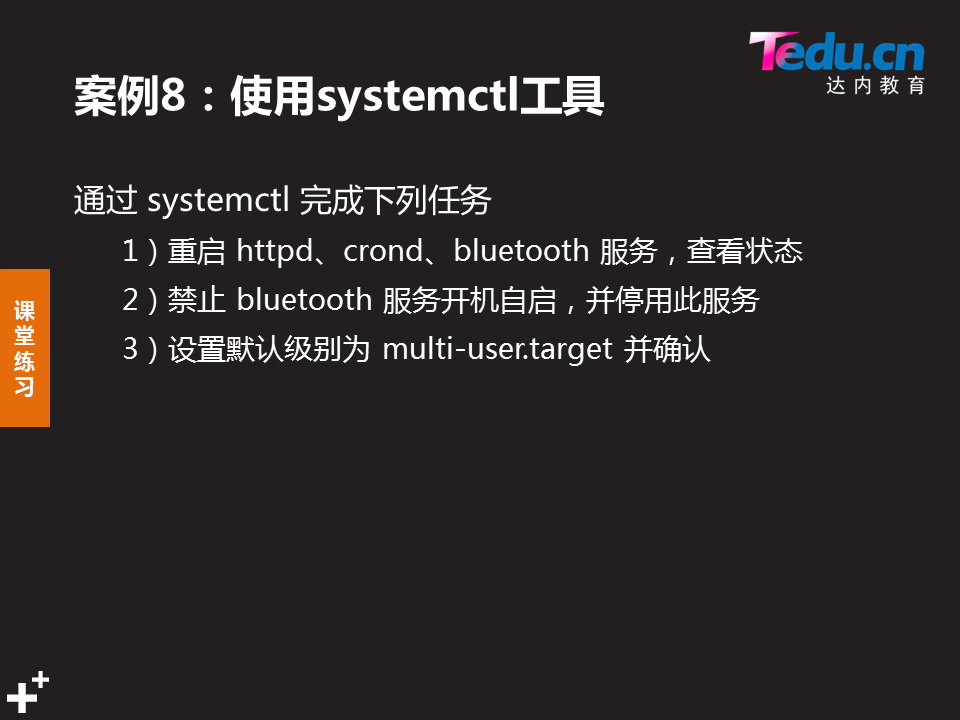 Tedu.cn
达内教育
案例8：使用systemctl工具
通过 systemctl 完成下列任务
1）重启 httpd、crond、bluetooth 服务，查看状态
2）禁止 bluetooth 服务开机自启，并停用此服务
3）设置默认级别为 multi-user.target 并确认
课堂练习